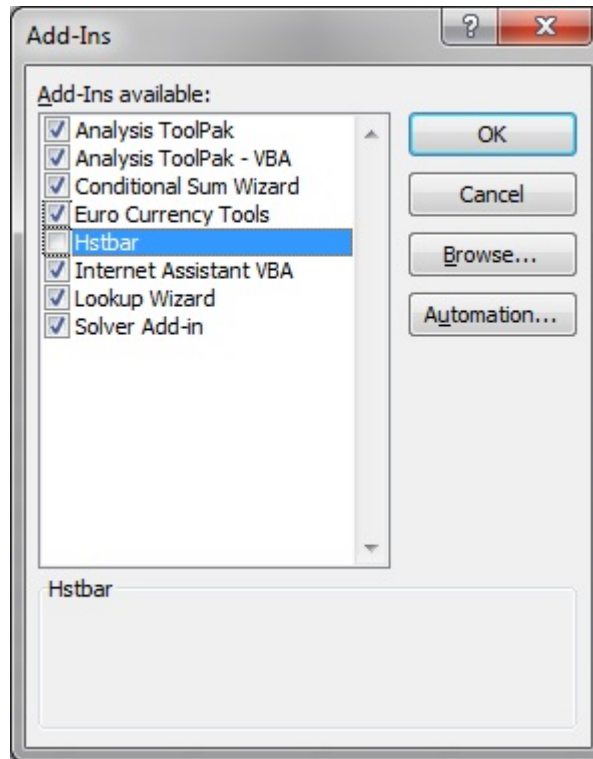 Add-Ins
?
X
Add-Ins available:
Analysis ToolPak
Analysis ToolPak - VBA
Conditional Sum Wizard
Euro Currency Tools
Hstbar
Internet Assistant VBA
Lookup Wizard
Solver Add-in
OK
Cancel
Browse...
Automation...
Hstbar